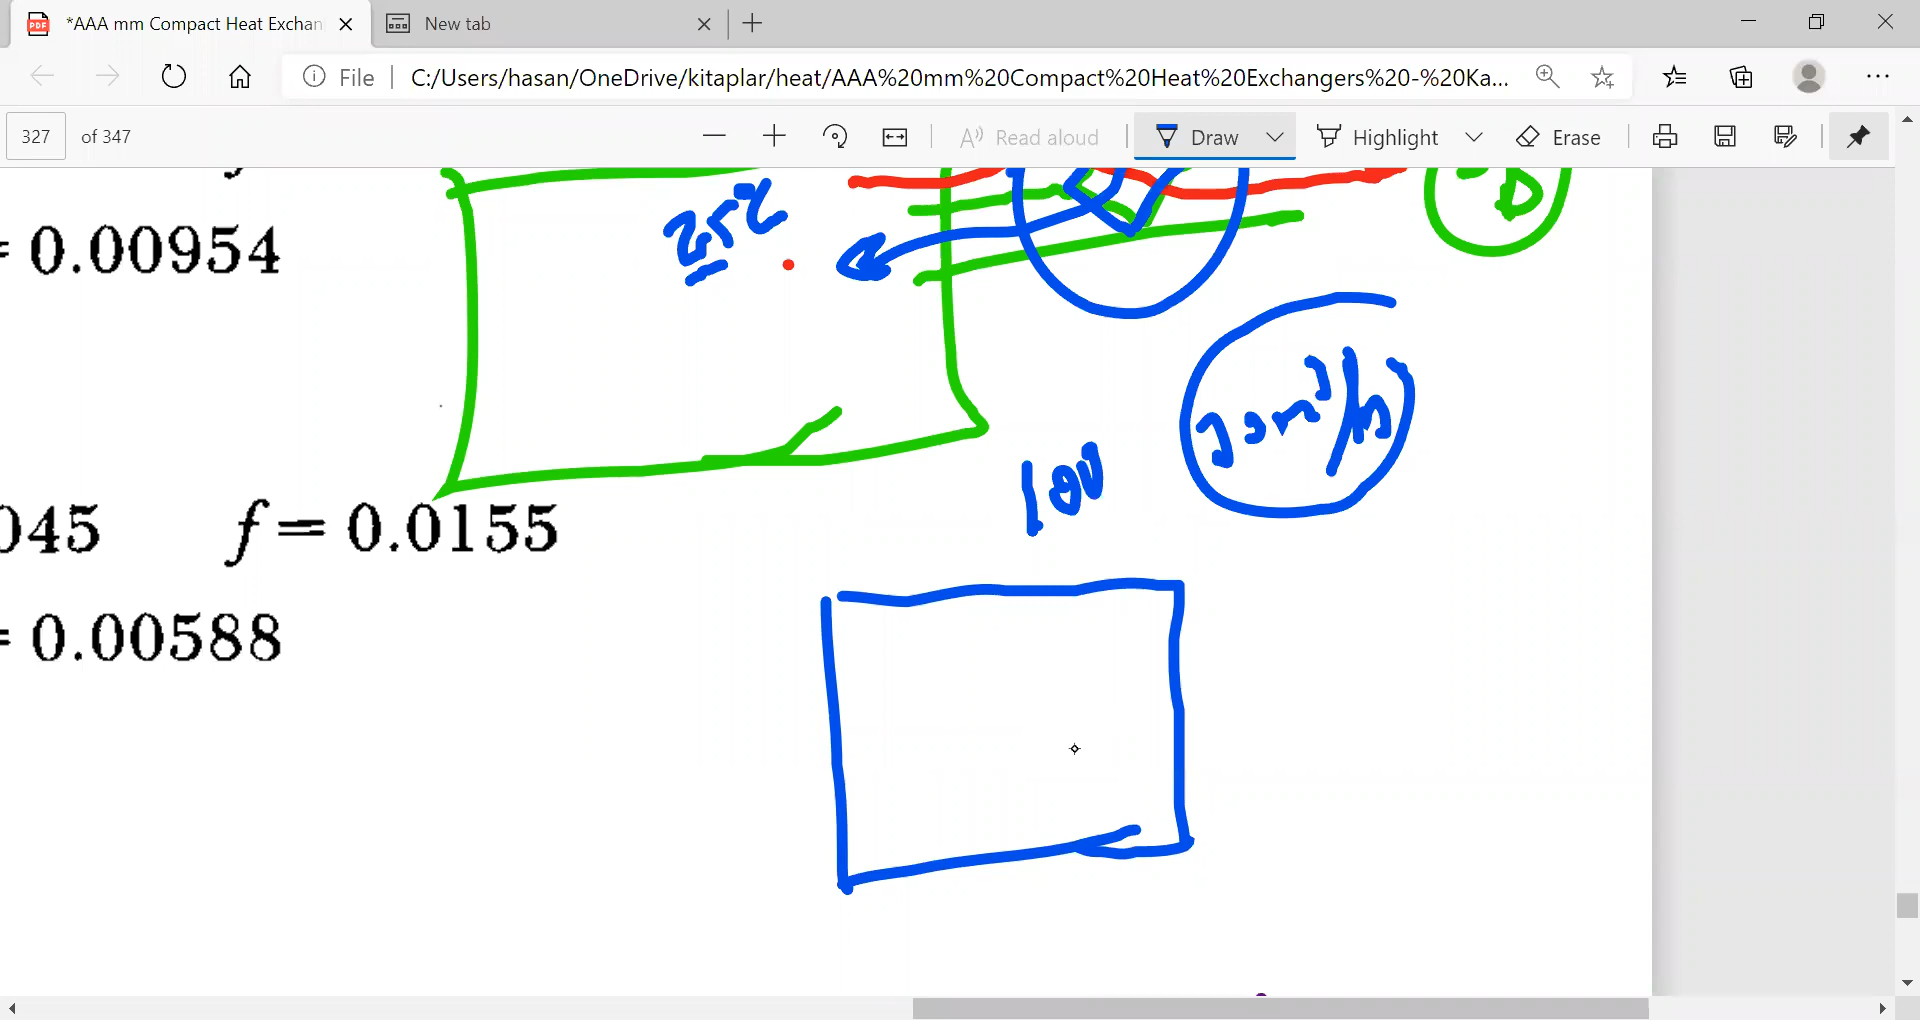 *AAA mm Compact Heat Exchan
New tab
File
C:/Users/hasan/OneDrive/kitaplar/heat/AAA%20mm%20Compact%20Heat%20Exchangers%20-%20Ka...
327 of 347
Read aloud
Draw
Highlight
Erase
= 0.00954
045 f = 0.0155
= 0.00588
100